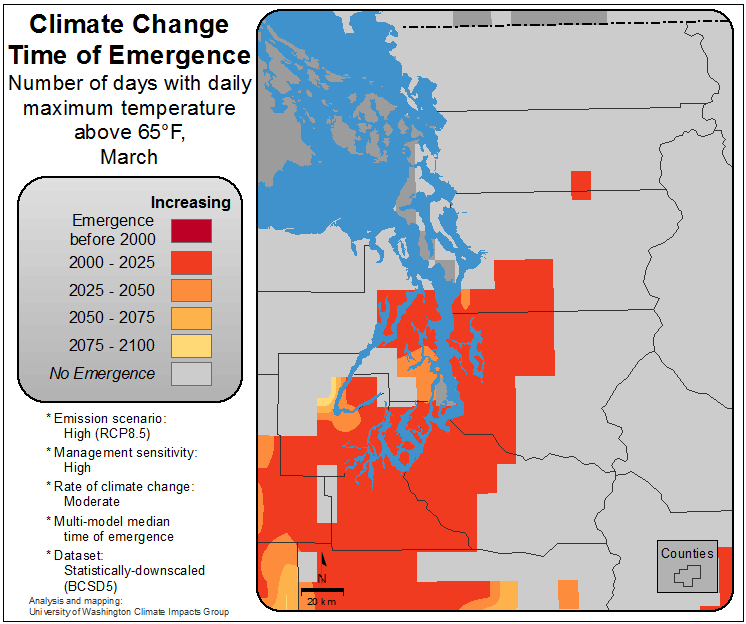 Climate Change
Time of Emergence
Number of days with daily
maximum temperature
above 65°F,
March
Increasing
Emergence
before 2000
2000 - 2025
2025 - 2050
2050 - 2075
2075 - 2100
No Emergence
* Emission scenario:
High (RCP8.5)
* Management sensitivity:
High
* Rate of climate change:
Moderate
* Multi-model median
time of emergence
* Dataset:
Statistically-downscaled
(BCSD5)
Analysis and mapping:
University of Washington Climate Impacts Group
N
20 km
Counties